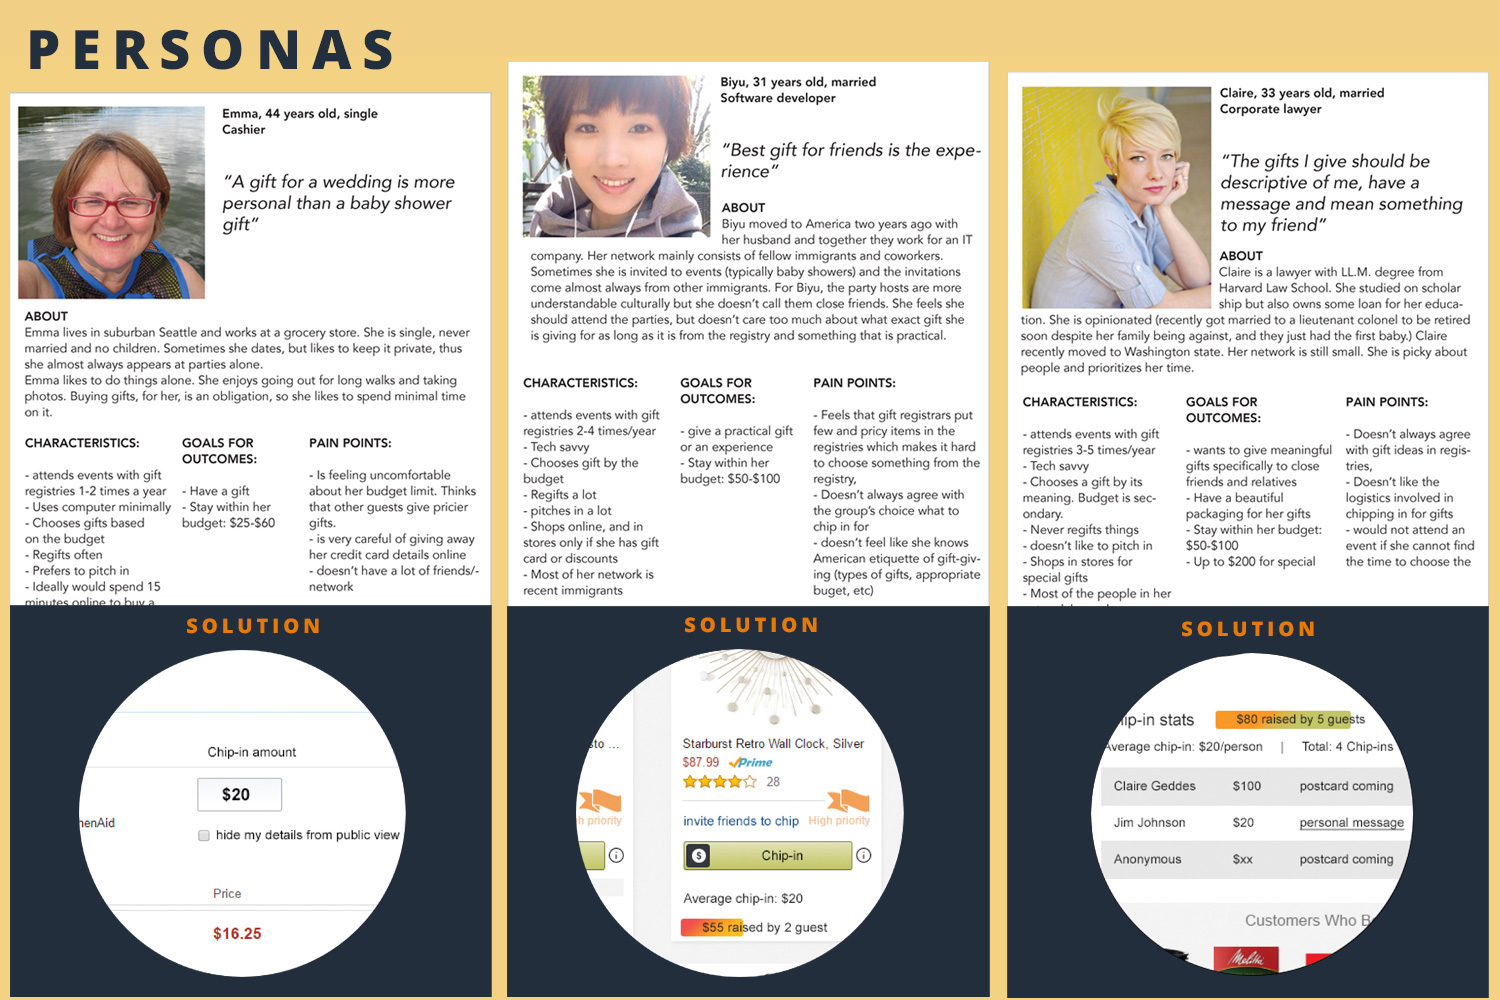 PERSONAS
Emma, 44 years old, single
Cashier
“A gift for a wedding is more
personal than a baby shower
gift”
ABOUT
Emma lives in suburban Seattle and works at a grocery store. She is single, never
married and no children. Sometimes she dates, but likes to keep it private, thus
she almost always appears at parties alone.
Emma likes to do things alone. She enjoys going out for long walks and taking
photos. Buying gifts, for her, is an obligation, so she likes to spend minimal time
on it.
CHARACTERISTICS:
- attends events with gift
registries 1-2 times a year
- Uses computer minimally
- Chooses gifts based
on the budget
- Regifts often
- Prefers to pitch in
- Ideally would spend 15
minutes online to buy a
GOALS FOR
OUTCOMES:
- Have a gift
- Stay within her
budget: $25-$60
PAIN POINTS:
- Is feeling uncomfortable
about her budget limit. Thinks
that other guests give pricier
gifts.
- is very careful of giving away
her credit card details online
- doesn’t have a lot of friends/-
network
SOLUTION
Chip-in amount
$20
henAid
hide my details from public view
Price
$16.25
Biyu, 31 years old, married
Software developer
“Best gift for friends is the expe-
rience”
ABOUT
Biyu moved to America two years ago with
her husband and together they work for an IT
company. Her network mainly consists of fellow immigrants and coworkers.
Sometimes she is invited to events (typically baby showers) and the invitations
come almost always from other immigrants. For Biyu, the party hosts are more
understandable culturally but she doesn’t call them close friends. She feels she
should attend the parties, but doesn’t care too much about what exact gift she
is giving for as long as it is from the registry and something that is practical.
CHARACTERISTICS:
- attends events with gift
registries 2-4 times/year
- Tech savvy
- Chooses gift by the
budget
- Regifts a lot
- pitches in a lot
- Shops online, and in
stores only if she has gift
card or discounts
- Most of her network is
recent immigrants
GOALS FOR
OUTCOMES:
- give a practical gift
or an experience
- Stay within her
budget: $50-$100
PAIN POINTS:
- Feels that gift registrars put
few and pricy items in the
registries which makes it hard
to choose something from the
registry,
- Doesn’t always agree with
the group’s choice what to
chip in for
- doesn’t feel like she knows
American etiquette of gift-giv-
ing (types of gifts, appropriate
buget, etc)
SOLUTION
sto ...
Starburst Retro Wall Clock, Silver
$87.99 Prime
28
h priority
invite friends to chip High priority
$ Chip-in
Average chip-in: $20
$55 raised by 2 guest
Claire, 33 years old, married
Corporate lawyer
“The gifts I give should be
descriptive of me, have a
message and mean something
to my friend”
ABOUT
Claire is a lawyer with LL.M. degree from
Harvard Law School. She studied on scholar
ship but also owns some loan for her educa-
tion. She is opinionated (recently got married to a lieutenant colonel to be retired
soon despite her family being against, and they just had the first baby.) Claire
recently moved to Washington state. Her network is still small. She is picky about
people and prioritizes her time.
CHARACTERISTICS:
- attends events with gift
registries 3-5 times/year
- Tech savvy
- Chooses a gift by its
meaning. Budget is sec-
ondary.
- Never regifts things
- doesn’t like to pitch in
- Shops in stores for
special gifts
- Most of the people in her
GOALS FOR
OUTCOMES:
- wants to give meaningful
gifts specifically to close
friends and relatives
- Have a beautiful
packaging for her gifts
- Stay within her budget:
$50-$100
- Up to $200 for special
PAIN POINTS:
- Doesn’t always agree
with gift ideas in regis-
tries,
- Doesn’t like the
logistics involved in
chipping in for gifts
- would not attend an
event if she cannot find
the time to choose the
SOLUTION
ip-in stats $80 raised by 5 guests
Average chip-in: $20/person | Total: 4 Chip-ins
Claire Geddes $100 postcard coming
Jim Johnson $20 personal message
Anonymous $xx postcard coming
Customers Who B
Melitta